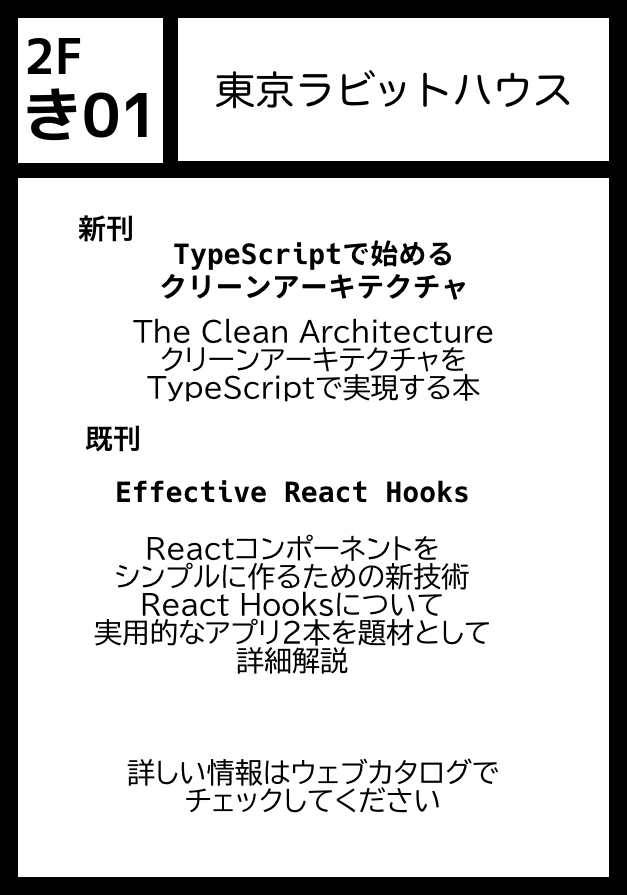 2F
き01
東京ラビットハウス
新刊
TypeScriptで始める
クリーンアーキテクチャ
The Clean Architecture
クリーンアーキテクチャを
TypeScriptで実現する本
既刊
Effective React Hooks
Reactコンポーネントを
シンプルに作るための新技術
React Hooksについて
実用的なアプリ2本を題材として
詳細解説
詳しい情報はウェブカタログで
チェックしてください